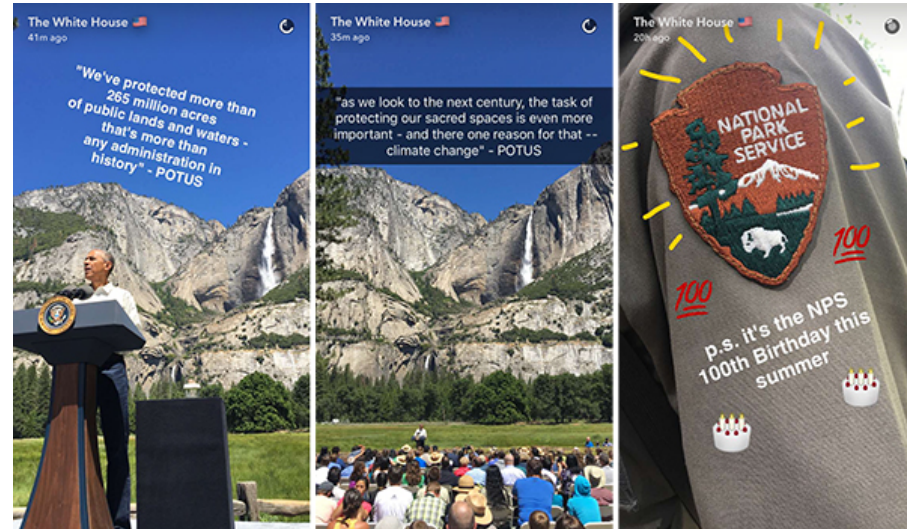 The White House 🇺🇸
41m ago
"We've protected more than
265 million acres
of public lands and waters -
that's more than
any administration in
history" - POTUS
The White House 🇺🇸
35m ago
"as we look to the next century, the task of
protecting our sacred spaces is even more
important - and there one reason for that --
climate change" - POTUS
The White House 🇺🇸
20h ago
NATIONAL
PARK
SERVICE
100
100
p.s. it's the NPS
100th Birthday this
summer